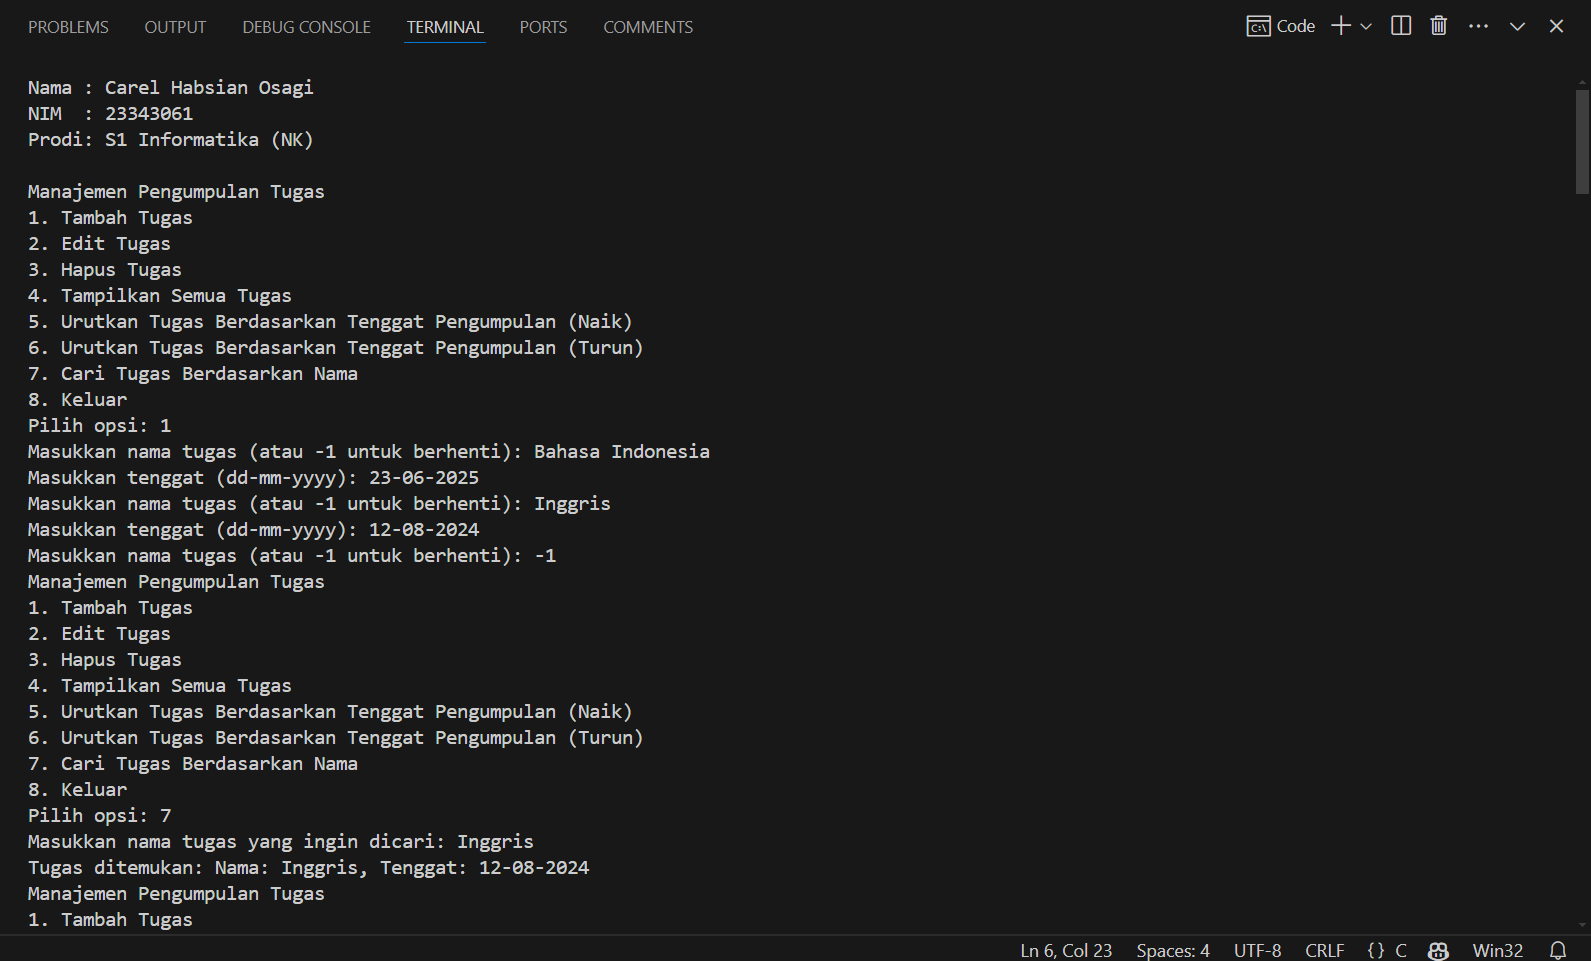 PROBLEMS OUTPUT DEBUG CONSOLE TERMINAL PORTS COMMENTS Code
Nama : Carel Habsian Osagi
NIM  : 23343061
Prodi: S1 Informatika (NK)
Manajemen Pengumpulan Tugas
1. Tambah Tugas
2. Edit Tugas
3. Hapus Tugas
4. Tampilkan Semua Tugas
5. Urutkan Tugas Berdasarkan Tenggat Pengumpulan (Naik)
6. Urutkan Tugas Berdasarkan Tenggat Pengumpulan (Turun)
7. Cari Tugas Berdasarkan Nama
8. Keluar
Pilih opsi: 1
Masukkan nama tugas (atau -1 untuk berhenti): Bahasa Indonesia
Masukkan tenggat (dd-mm-yyyy): 23-06-2025
Masukkan nama tugas (atau -1 untuk berhenti): Inggris
Masukkan tenggat (dd-mm-yyyy): 12-08-2024
Masukkan nama tugas (atau -1 untuk berhenti): -1
Manajemen Pengumpulan Tugas
1. Tambah Tugas
2. Edit Tugas
3. Hapus Tugas
4. Tampilkan Semua Tugas
5. Urutkan Tugas Berdasarkan Tenggat Pengumpulan (Naik)
6. Urutkan Tugas Berdasarkan Tenggat Pengumpulan (Turun)
7. Cari Tugas Berdasarkan Nama
8. Keluar
Pilih opsi: 7
Masukkan nama tugas yang ingin dicari: Inggris
Tugas ditemukan: Nama: Inggris, Tenggat: 12-08-2024
Manajemen Pengumpulan Tugas
1. Tambah Tugas
Ln 6, Col 23 Spaces: 4 UTF-8 CRLF {} C Win32